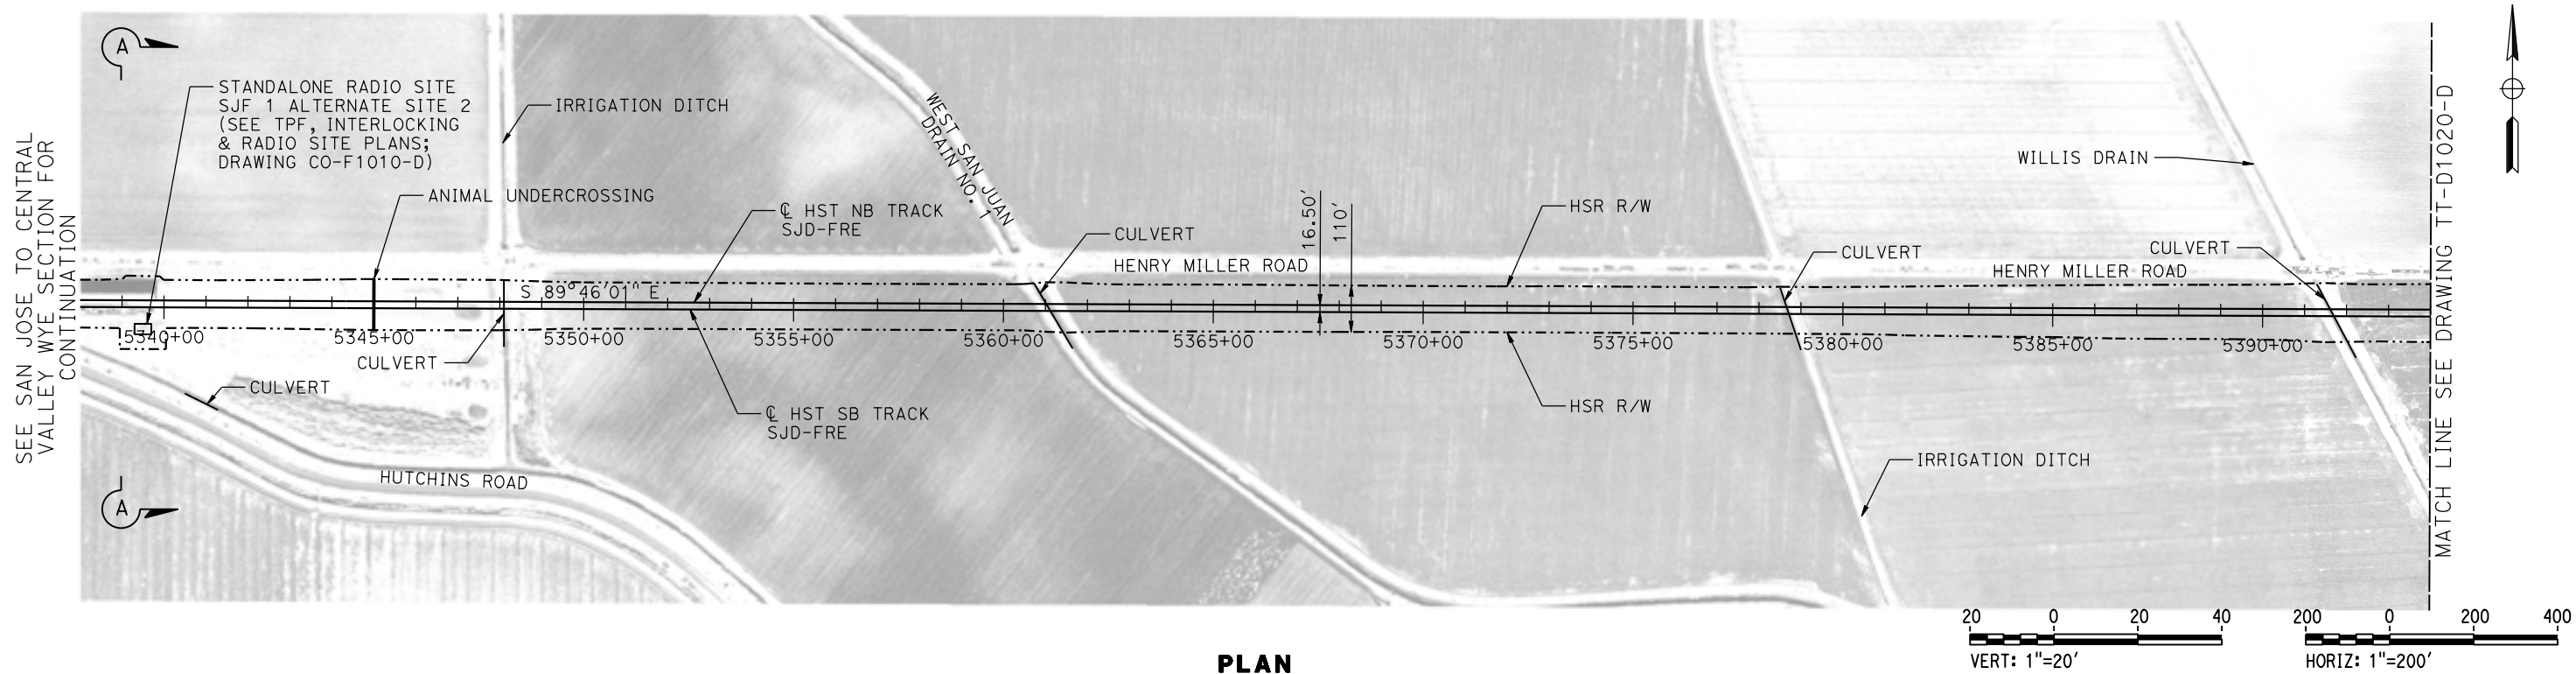 SEE SAN JOSE TO CENTRAL
VALLEY WYE SECTION FOR
CONTINUATION
A
STANDALONE RADIO SITE
SJF 1 ALTERNATE SITE 2
(SEE TPF, INTERLOCKING
& RADIO SITE PLANS;
DRAWING CO-F1010-D)
IRRIGATION DITCH
ANIMAL UNDERCROSSING
℄ HST NB TRACK
SJD-FRE
WEST SAN JUAN
DRAIN NO. 1
CULVERT
HENRY MILLER ROAD
16.50'
110'
HSR R/W
WILLIS DRAIN
CULVERT
CULVERT
HENRY MILLER ROAD
S 89°46'01" E
5340+00
5345+00
5350+00
5355+00
5360+00
5365+00
5370+00
5375+00
5380+00
5385+00
5390+00
CULVERT
CULVERT
℄ HST SB TRACK
SJD-FRE
HSR R/W
IRRIGATION DITCH
HUTCHINS ROAD
A
MATCH LINE SEE DRAWING TT-D1020-D
PLAN
20 0 20 40
VERT: 1"=20'
200 0 200 400
HORIZ: 1"=200'